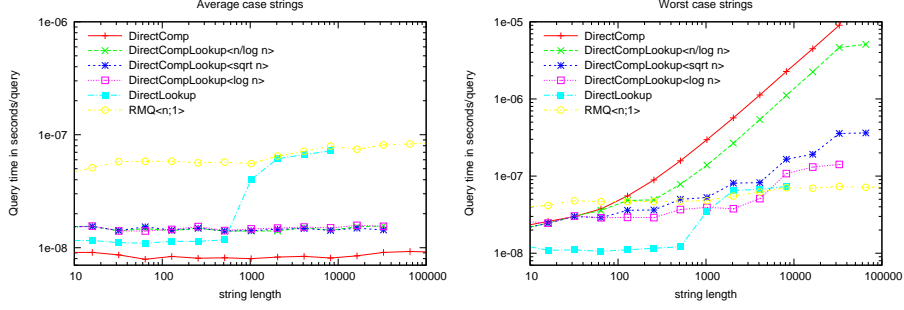 Average case strings
1e-06
1e-07
1e-08
Query time in seconds/query
DirectComp
DirectCompLookup<n/log n>
DirectCompLookup<sqrt n>
DirectCompLookup<log n>
DirectLookup
RMQ<n;1>
10 100 1000 10000 100000
string length
Worst case strings
1e-05
1e-06
1e-07
1e-08
Query time in seconds/query
DirectComp
DirectCompLookup<n/log n>
DirectCompLookup<sqrt n>
DirectCompLookup<log n>
DirectLookup
RMQ<n;1>
10 100 1000 10000 100000
string length